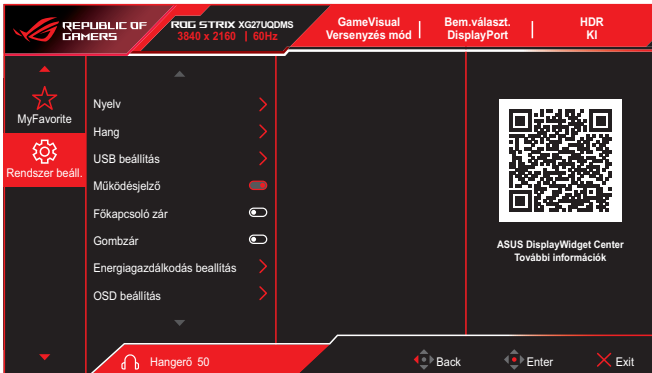 REPUBLIC OF
GAMERS
ROG STRIX XG27UQDMS
3840 x 2160 | 60Hz
GameVisual
Versenyzés mód
Bem.választ.
DisplayPort
HDR
KI
MyFavorite
Rendszer beáll.
Nyelv
Hang
USB beállítás
Működésjelző
Főkapcsoló zár
Gombzár
Energiagazdálkodás beallítás
OSD beállítás
ASUS DisplayWidget Center
További információk
Hangerő 50
Back
Enter
Exit